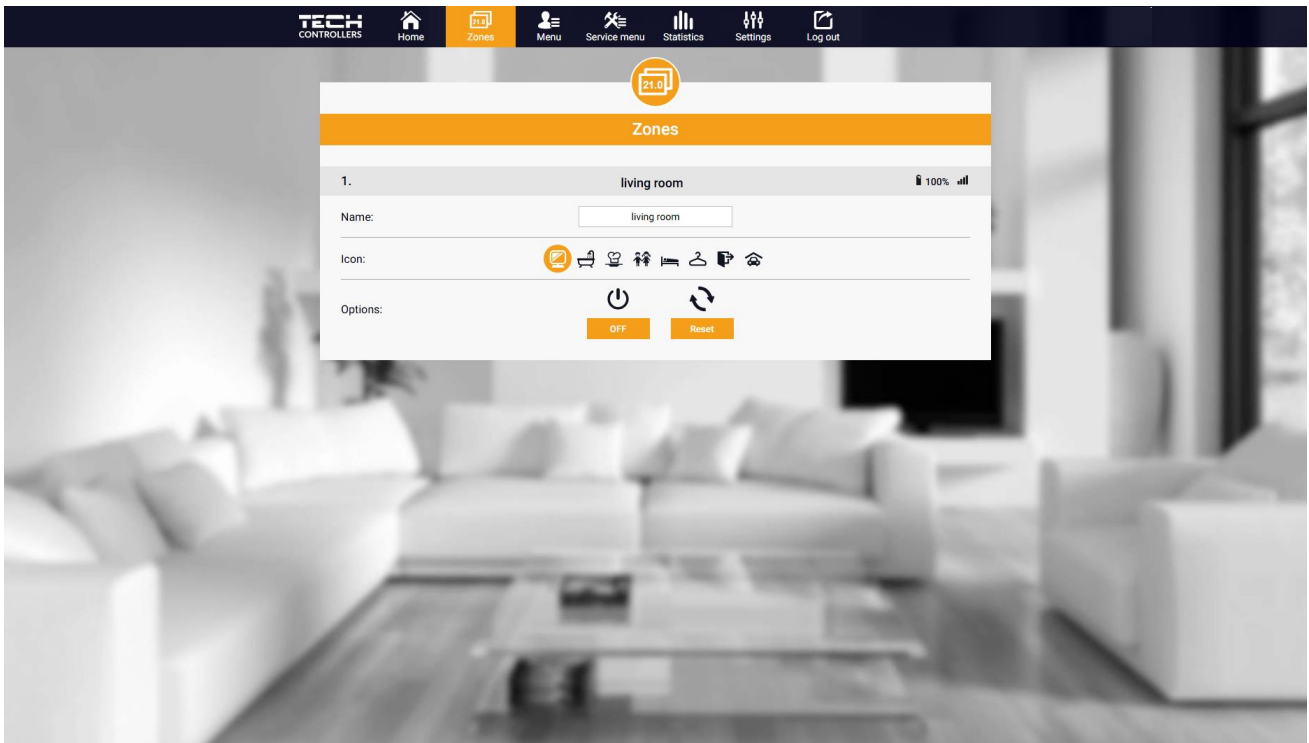 TECH
CONTROLLERS
Home
21.0
Zones
Menu
Service menu
Statistics
Settings
Log out
21.0
Zones
1.
living room
100%
Name:
living room
Icon:
Options:
OFF
Reset